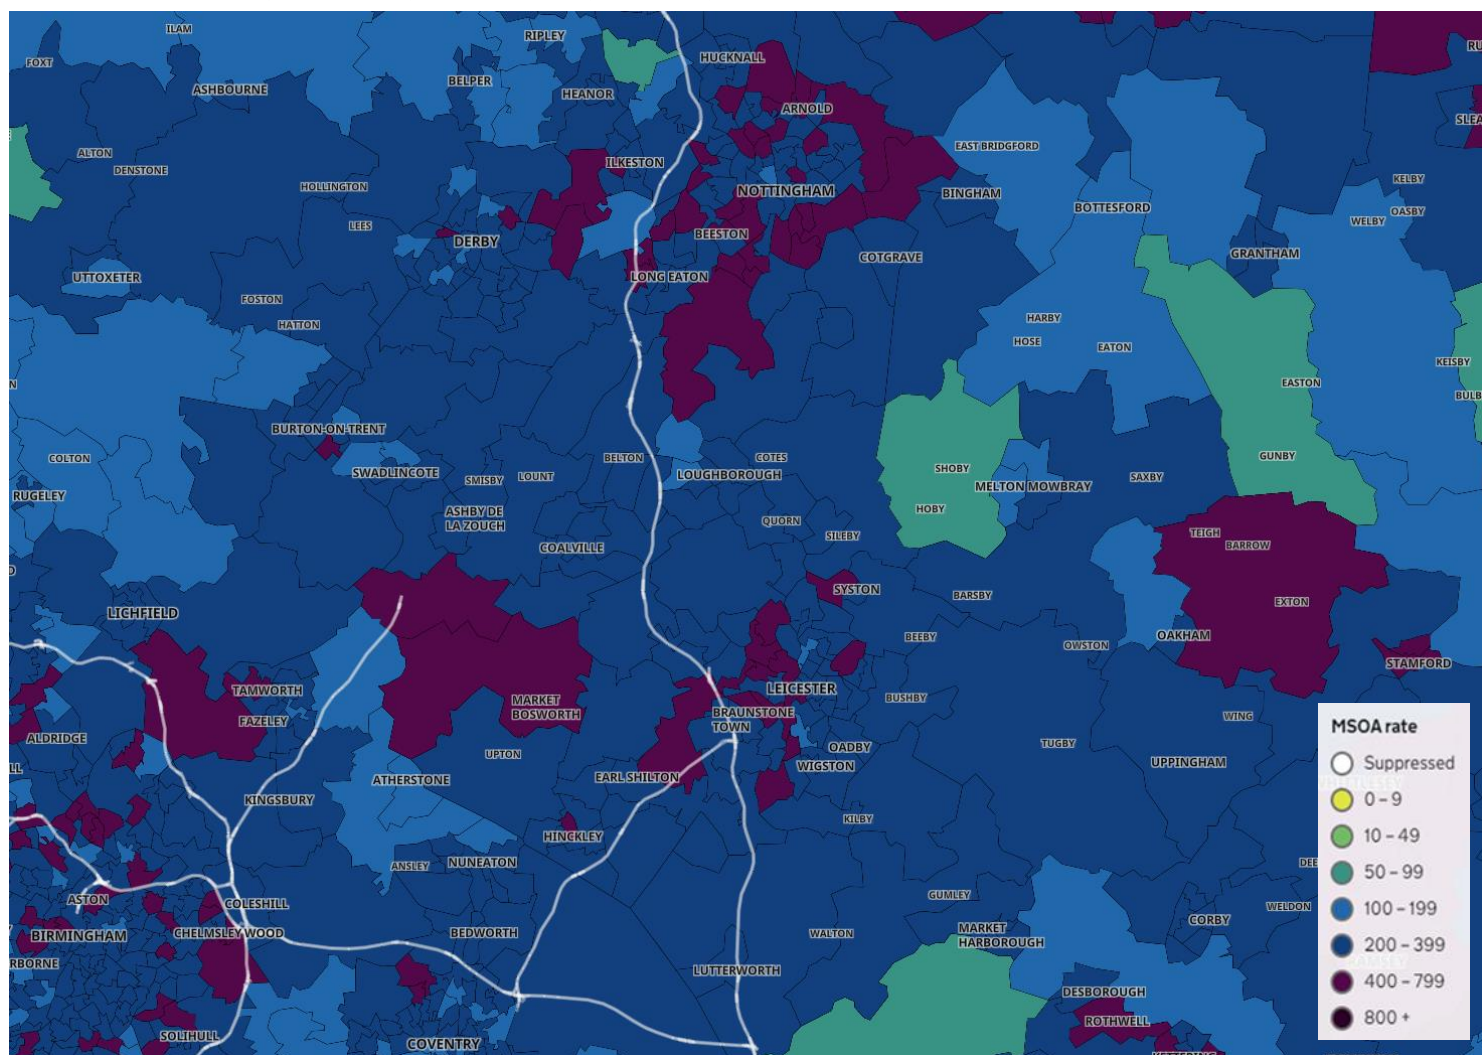 ILAM
RIPLEY
FOXT
HUCKNALL
BELPER
ASHBOURNE
HEANOR
ARNOLD
EAST BRIDGFORD
ALTON
DENSTONE
ILKESTON
HOLLINGTON
NOTTINGHAM
BINGHAM
KELBY
BOTTESFORD
OASBY
WELBY
LEES
DERBY
BEESTON
COTGRAVE
GRANTHAM
UTTOXETER
LONG EATON
FOSTON
HATTON
HARBY
HOSE
EATON
KEISBY
EASTON
BULB
BURTON-ON-TRENT
COLTON
SWADLINCOTE
BELTON
COTES
GUNBY
SHOBY
SMISBY
LOUNT
LOUGHBOROUGH
SAXBY
RUGELEY
MELTON MOWBRAY
HOBY
ASHBY DE
LA ZOUCH
QUORN
SILEBY
TEIGH
BARROW
COALVILLE
SYSTON
BARSBY
EXTON
LICHFIELD
BEEBY
OAKHAM
OWSTON
STAMFORD
TAMWORTH
LEICESTER
MARKET
BOSWORTH
BUSHBY
FAZELEY
BRAUNSTONE
TOWN
WING
ALDRIDGE
UPTON
OADBY
TUGBY
WIGSTON
UPPINGHAM
ATHERSTONE
EARL SHILTON
KINGSBURY
KILBY
HINCKLEY
ANSLEY
NUNEATON
ASTON
COLESHILL
GUMLEY
WELDON
CORBY
BIRMINGHAM
CHELMSLEY WOOD
BEDWORTH
WALTON
MARKET
HARBOROUGH
RBORNE
LUTTERWORTH
DESBOROUGH
ROTHWELL
SOLIHULL
COVENTRY
MSOA rate
Suppressed
0 – 9
10 – 49
50 – 99
100 – 199
200 – 399
400 – 799
800 +